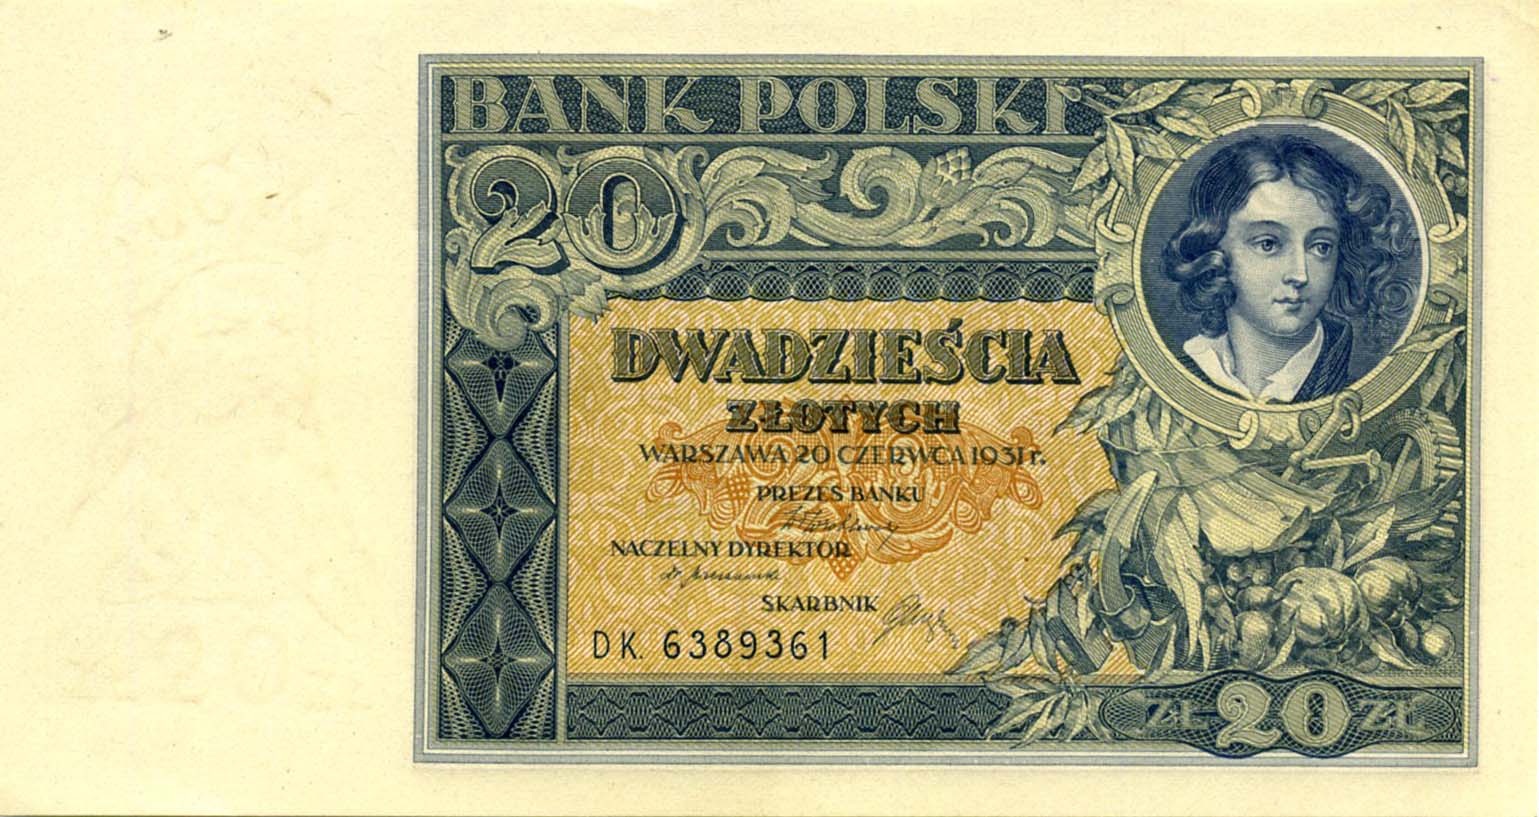 BANK POLSKI
20
DWADZIEŚCIA
ZŁOTYCH
WARSZAWA 20 CZERWCA 1931 r.
PREZES BANKU
NACZELNY DYREKTOR
SKARBNIK
DK. 6389361
ZŁ 20 ZŁ